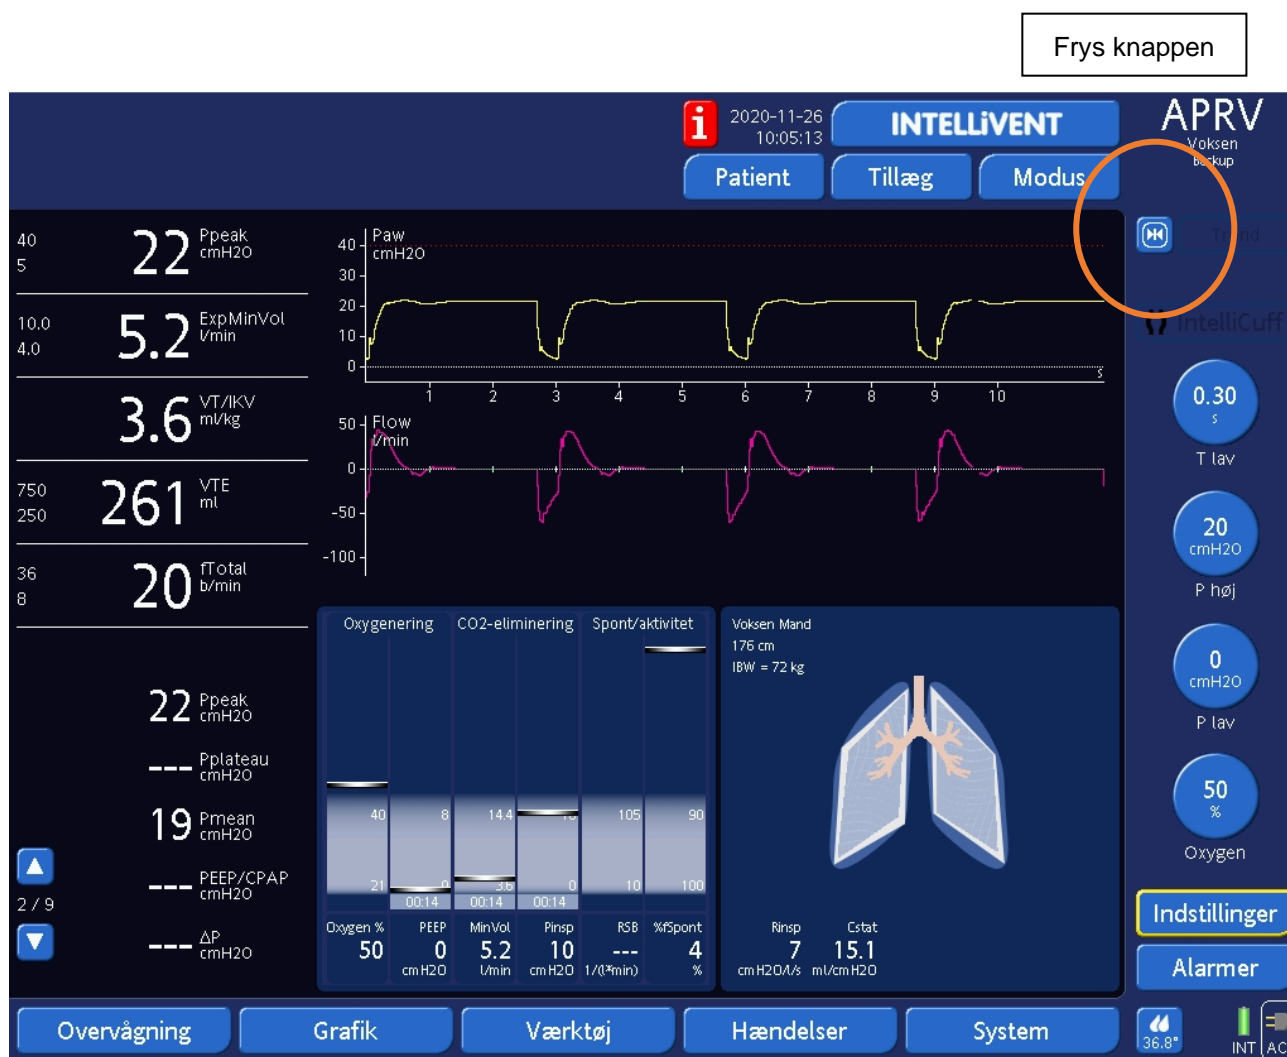 Frys knappen
i
2020-11-26
10:05:13
INTELLiVENT
APRV
Voksen
Backup
Patient
Tillæg
Modus
Trend
IntelliCuff
40
5
22
Ppeak
cmH2O
10.0
4.0
5.2
ExpMinVol
l/min
3.6
VT/IKV
ml/kg
750
250
261
VTE
ml
36
8
20
fTotal
b/min
22
Ppeak
cmH2O
---
Pplateau
cmH2O
19
Pmean
cmH2O
---
PEEP/CPAP
cmH2O
---
ΔP
cmH2O
2 / 9
Paw
cmH2O
40
30
20
10
0
s
1 2 3 4 5 6 7 8 9 10
Flow
l/min
50
0
-50
-100
Oxygenering CO2-eliminering Spont/aktivitet
40 8 14.4 10 105 90
21 0 3.6 0 10 100
00:14 00:14 00:14
Oxygen % PEEP MinVol Pinsp RSB %fSpont
50 0 5.2 10 --- 4
cmH2O l/min cmH2O 1/(l*min) %
Voksen Mand
176 cm
IBW = 72 kg
Rinsp Cstat
7 15.1
cmH2O/l/s ml/cmH2O
0.30
s
T lav
20
cmH2O
P høj
0
cmH2O
P lav
50
%
Oxygen
Indstillinger
Alarmer
Overvågning
Grafik
Værktøj
Hændelser
System
36.8°
INT
AC